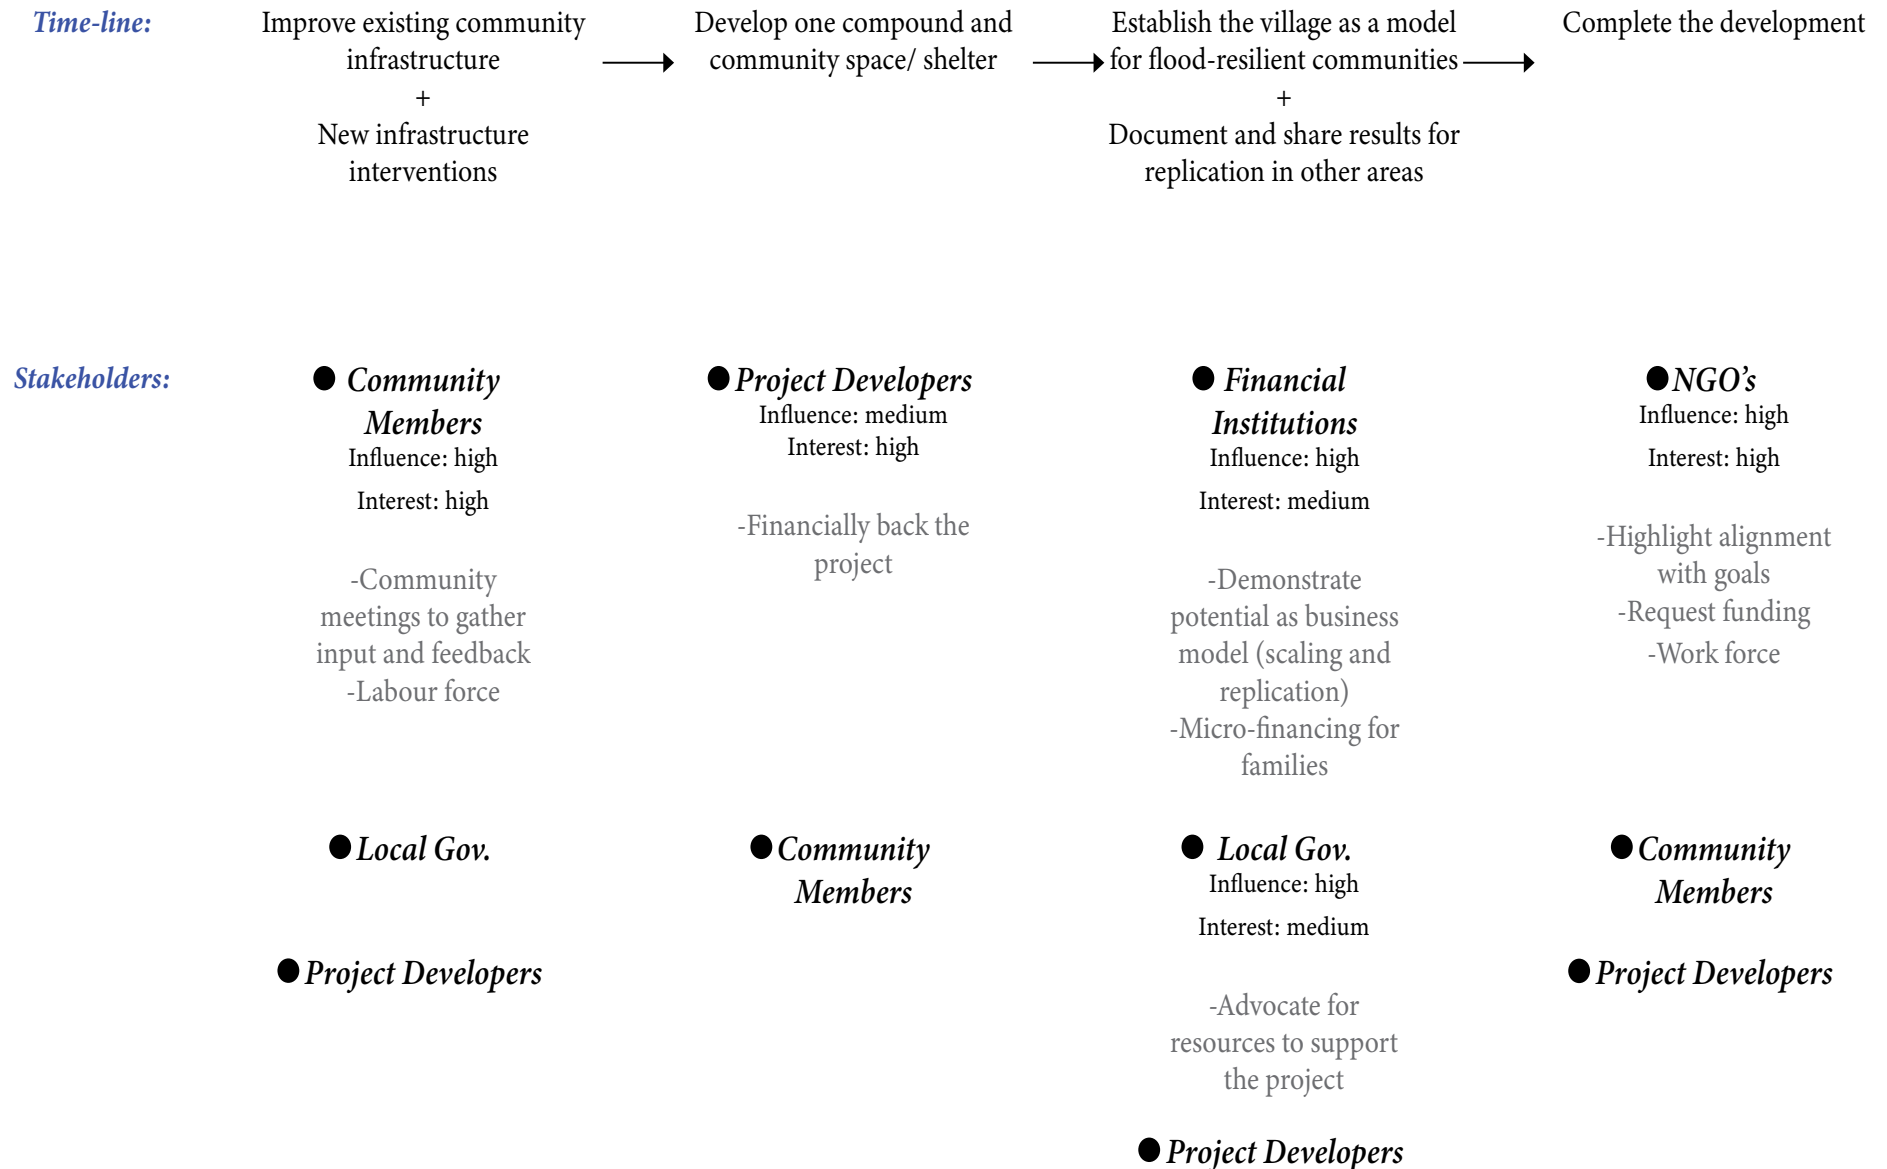 Time-line:
Improve existing community
infrastructure
+
New infrastructure
interventions
Develop one compound and
community space/ shelter
Establish the village as a model
for flood-resilient communities
+
Document and share results for
replication in other areas
Complete the development
Stakeholders:
Community
Members
Influence: high
Interest: high
-Community
meetings to gather
input and feedback
-Labour force
Local Gov.
Project Developers
Project Developers
Influence: medium
Interest: high
-Financially back the
project
Community
Members
Financial
Institutions
Influence: high
Interest: medium
-Demonstrate
potential as business
model (scaling and
replication)
-Micro-financing for
families
Local Gov.
Influence: high
Interest: medium
-Advocate for
resources to support
the project
Project Developers
NGO’s
Influence: high
Interest: high
-Highlight alignment
with goals
-Request funding
-Work force
Community
Members
Project Developers